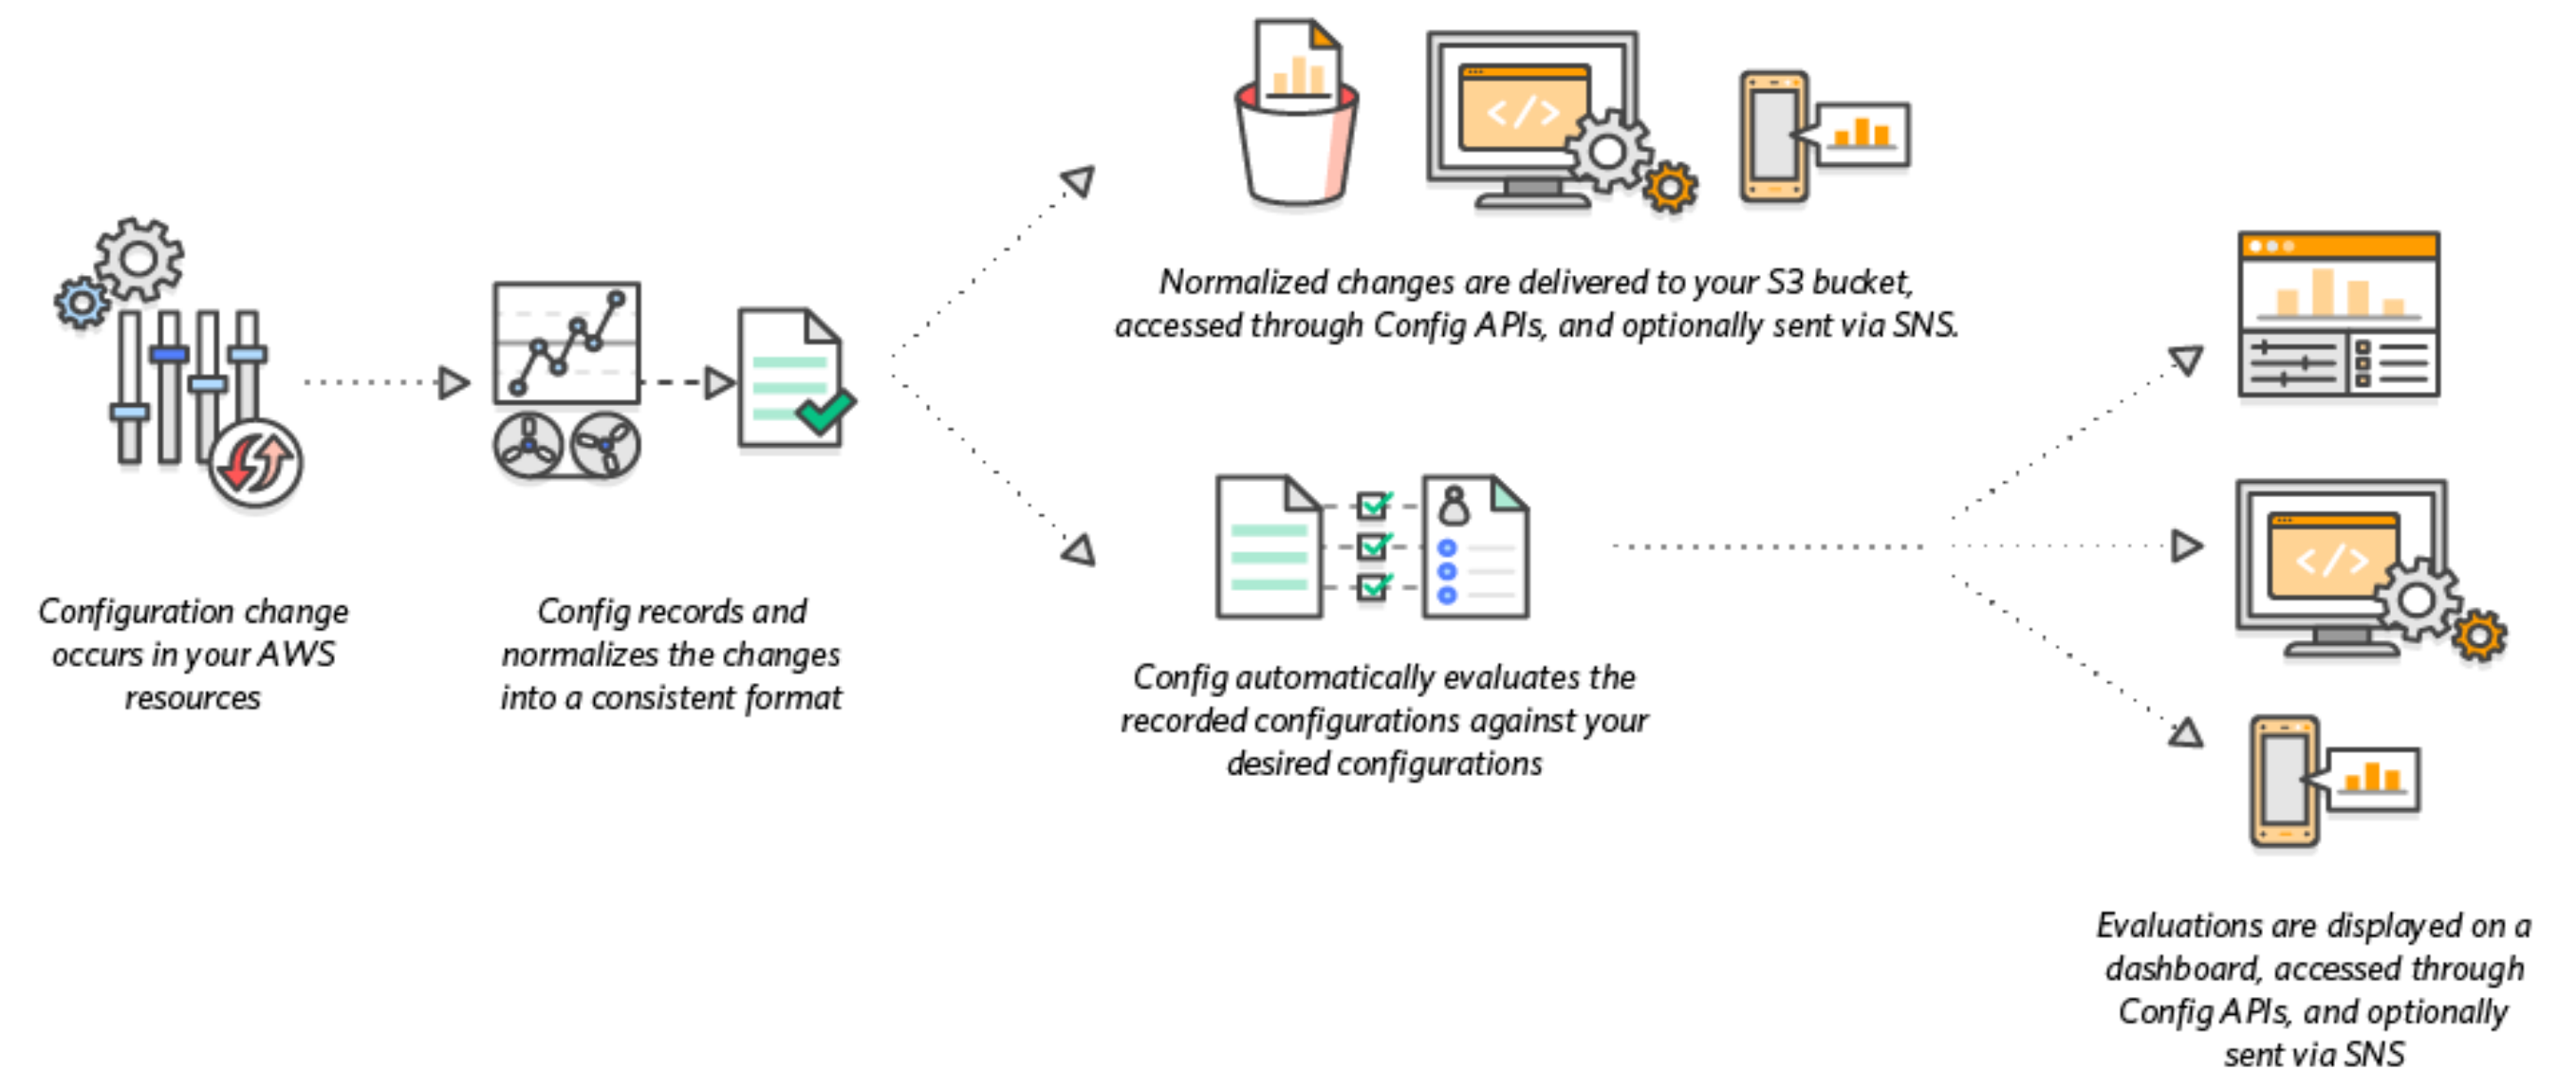 Normalized changes are delivered to your S3 bucket,
accessed through Config APIs, and optionally sent via SNS.
Configuration change
occurs in your AWS
resources
Config records and
normalizes the changes
into a consistent format
Config automatically evaluates the
recorded configurations against your
desired configurations
Evaluations are displayed on a
dashboard, accessed through
Config APIs, and optionally
sent via SNS